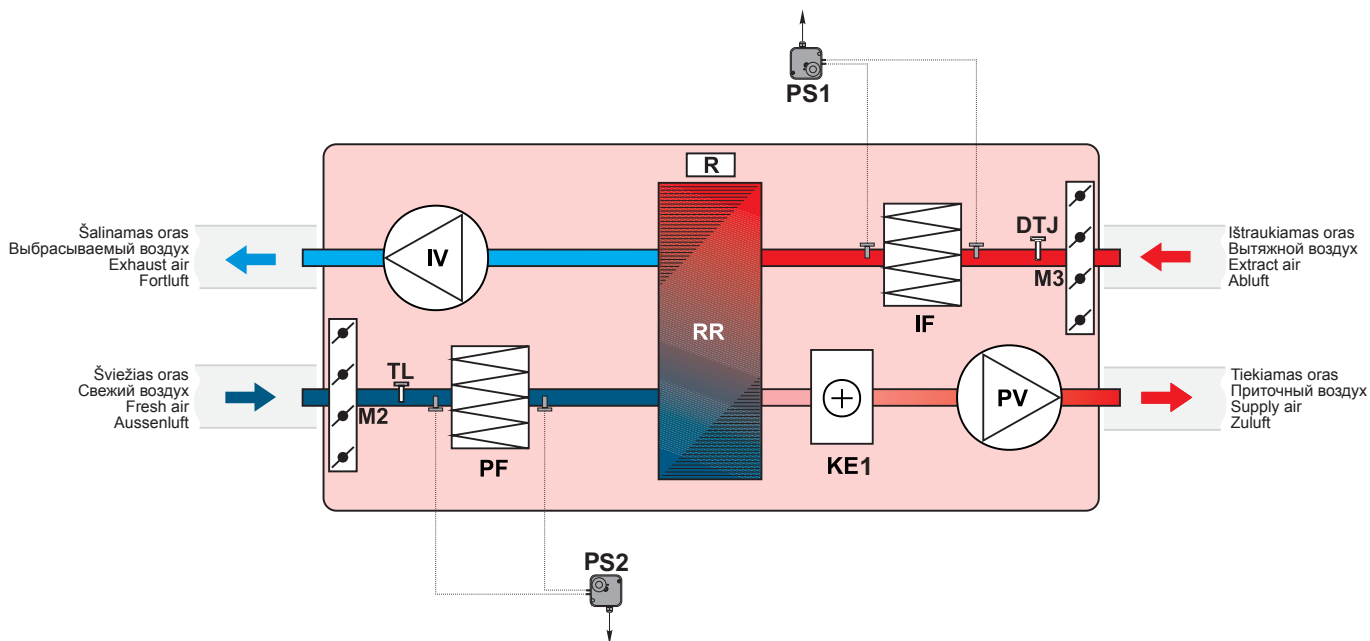 PS1
R
Šalinamas oras
Выбрасываемый воздух
Exhaust air
Fortluft
IV
DTJ
M3
IF
Ištraukiamas oras
Вытяжной воздух
Extract air
Abluft
RR
Šviežias oras
Свежий воздух
Fresh air
Aussenluft
TL
M2
PF
KE1
PV
Tiekiamas oras
Приточный воздух
Supply air
Zuluft
PS2